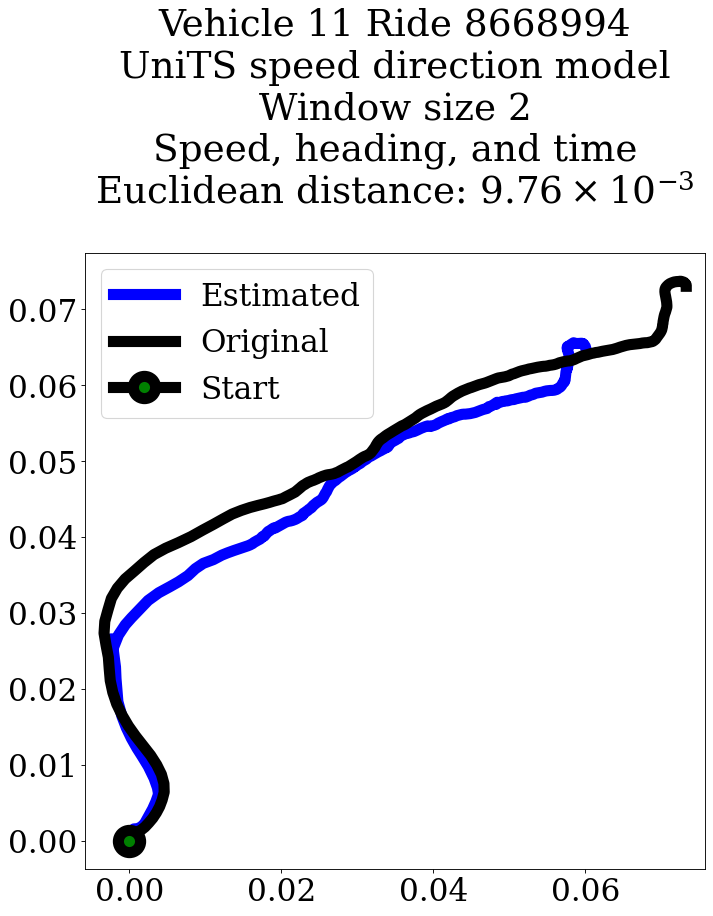 Vehicle 11 Ride 8668994
UniTS speed direction model
Window size 2
Speed, heading, and time
Euclidean distance: 9.76 × 10⁻³
Estimated
Original
Start
0.07
0.06
0.05
0.04
0.03
0.02
0.01
0.00
0.00 0.02 0.04 0.06